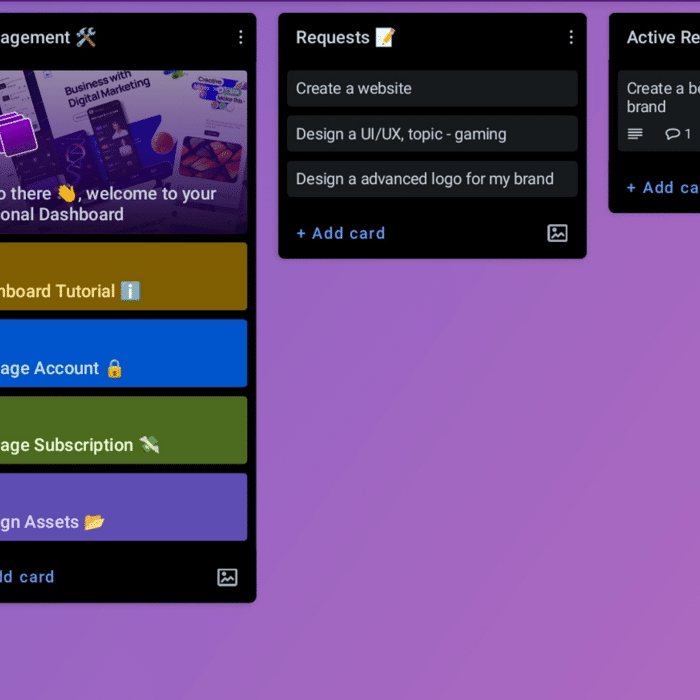 agement 🛠️
Business with
Digital Marketing
Creative
o there 👋, welcome to your
onal Dashboard
hboard Tutorial ℹ️
age Account 🔒
age Subscription 💸
gn Assets 📂
dd card
Requests 📝
Create a website
Design a UI/UX, topic - gaming
Design a advanced logo for my brand
+ Add card
Active Re
Create a be
brand
1
+ Add ca